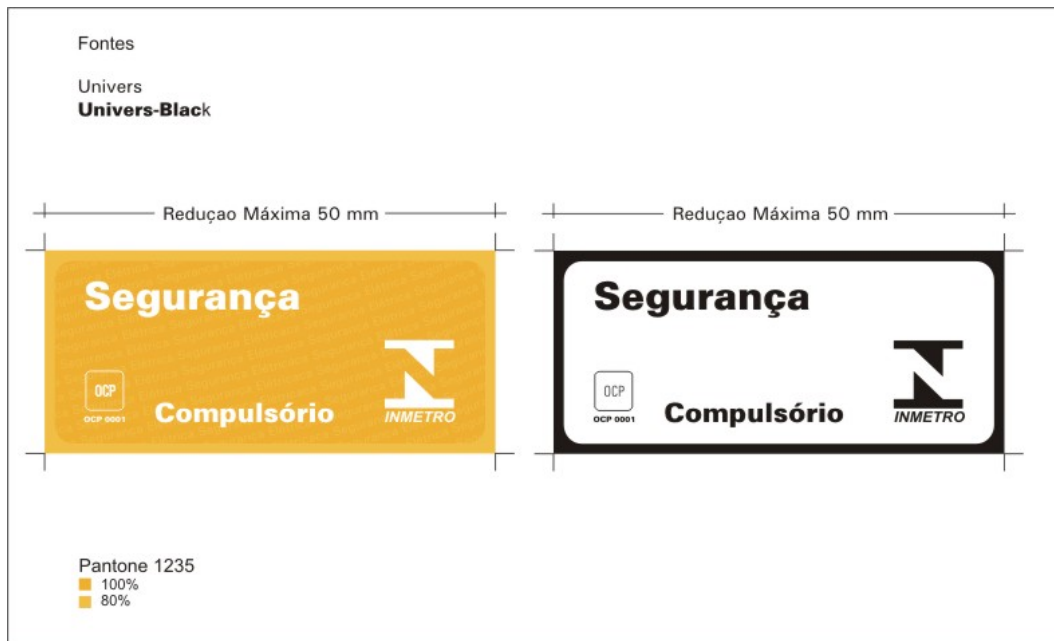 Fontes
Univers
Univers-Black
Reduçao Máxima 50 mm
Reduçao Máxima 50 mm
Segurança
OCP
OCP 0001
Compulsório
INMETRO
Segurança
OCP
OCP 0001
Compulsório
INMETRO
Pantone 1235
100%
80%